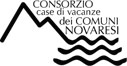 CONSORZIO
case di vacanze
dei COMUNI
NOVARESI